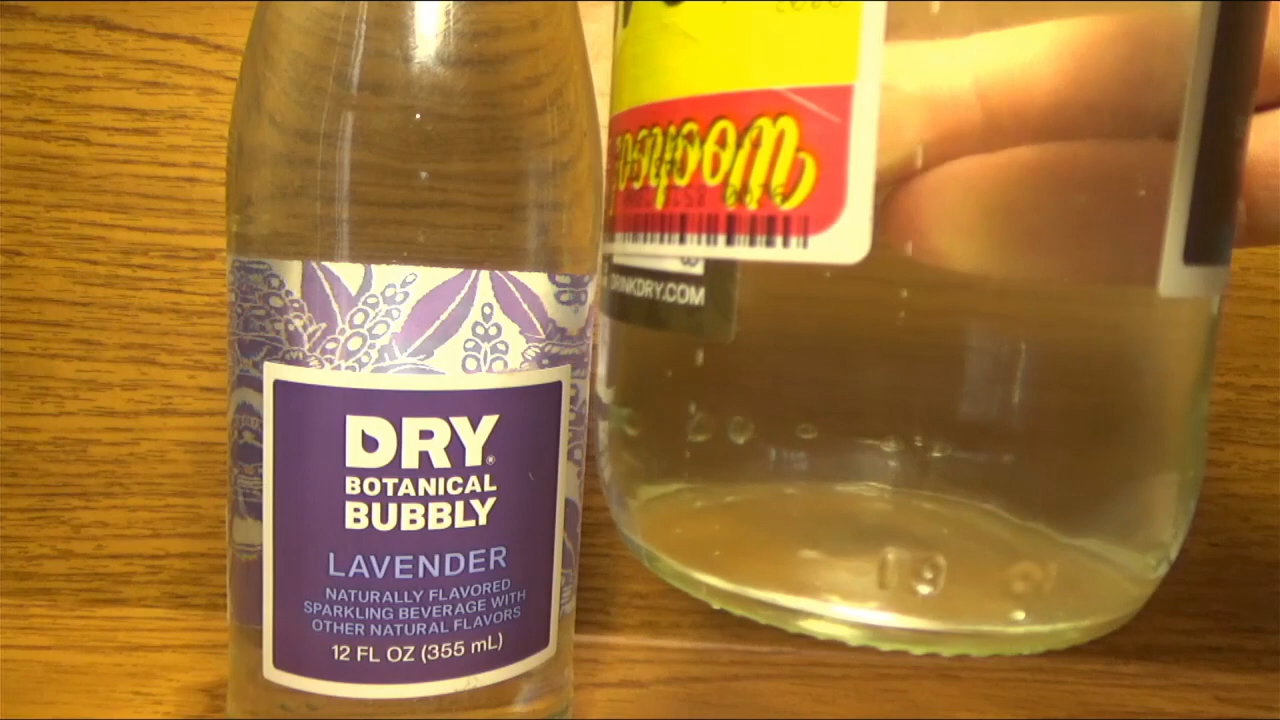 DRY®
BOTANICAL
BUBBLY
LAVENDER
NATURALLY FLAVORED
SPARKLING BEVERAGE WITH
OTHER NATURAL FLAVORS
12 FL OZ (355 mL)
DRINKDRY.COM